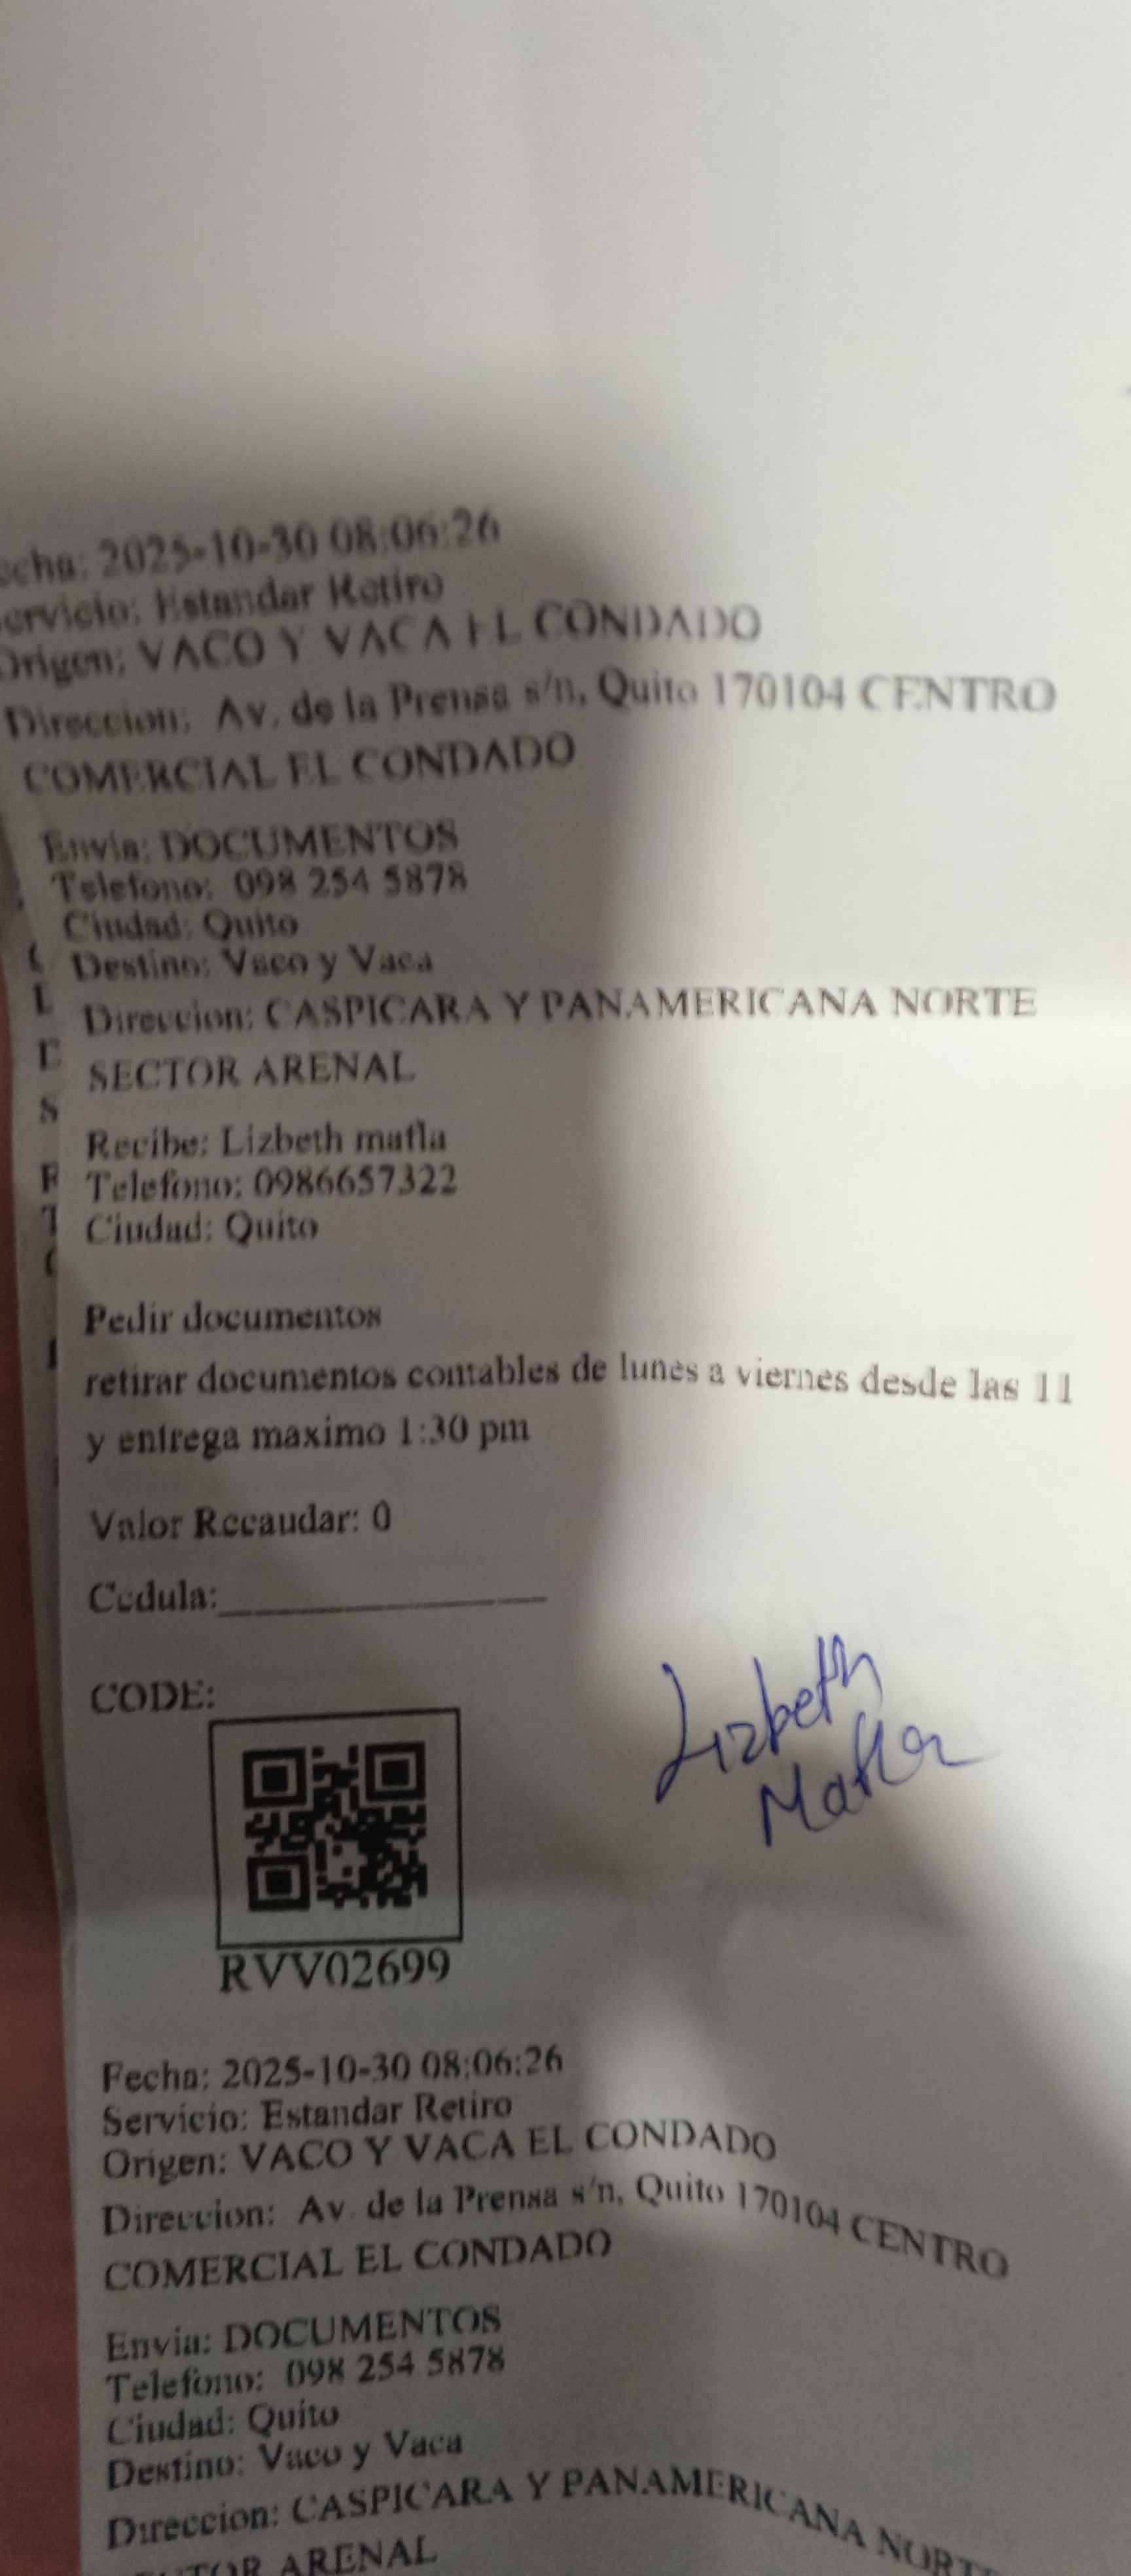 echa: 2025-10-30 08:06:26
ervicio: Estandar Retiro
Origen: VACO Y VACA EL CONDADO
Direccion: Av. de la Prensa s/n, Quito 170104 CENTRO
COMERCIAL EL CONDADO
Envia: DOCUMENTOS
Telefono: 098 254 5878
Ciudad: Quito
Destino: Vaco y Vaca
Direccion: CASPICARA Y PANAMERICANA NORTE
SECTOR ARENAL
Recibe: Lizbeth mafla
Telefono: 0986657322
Ciudad: Quito
Pedir documentos
retirar documentos contables de lunes a viernes desde las 11
y entrega maximo 1:30 pm
Valor Recaudar: 0
Cedula:
CODE:
Lizbeth
Mafla
RVV02699
Fecha: 2025-10-30 08:06:26
Servicio: Estandar Retiro
Origen: VACO Y VACA EL CONDADO
Direccion: Av. de la Prensa s/n, Quito 170104 CENTRO
COMERCIAL EL CONDADO
Envia: DOCUMENTOS
Telefono: 098 254 5878
Ciudad: Quito
Destino: Vaco y Vaca
Direccion: CASPICARA Y PANAMERICANA NORTE
ARENAL